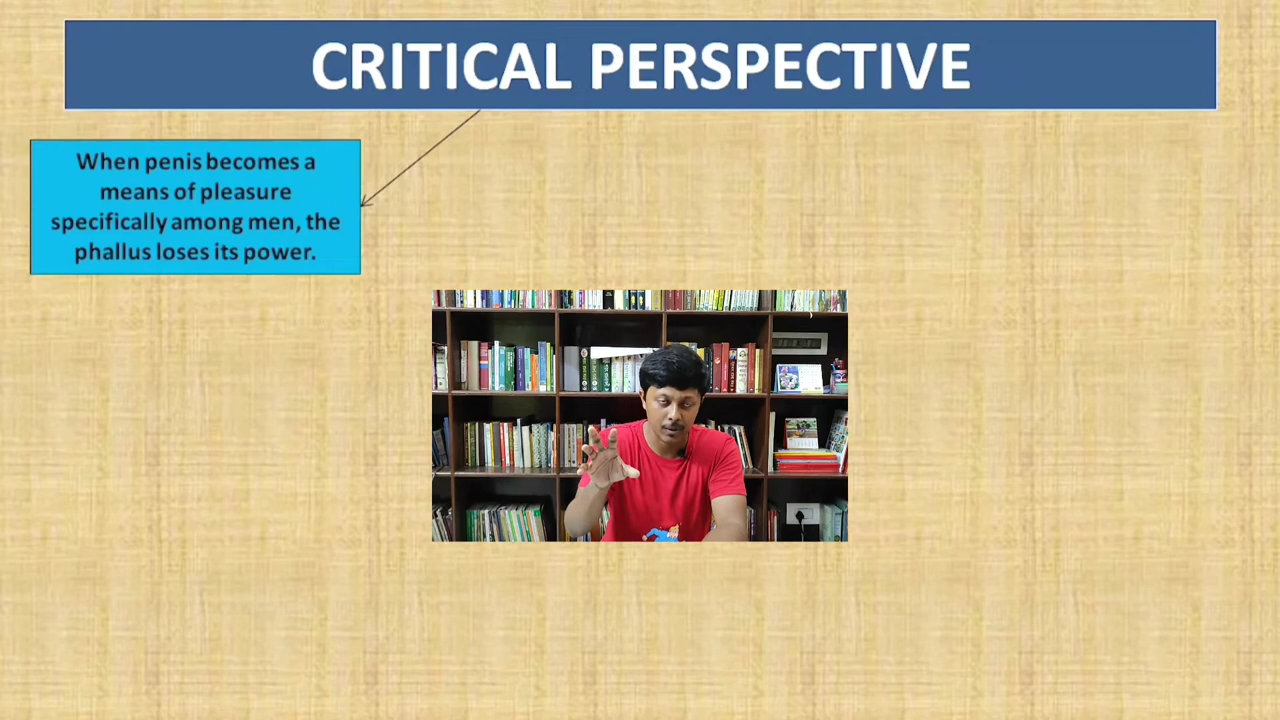 CRITICAL PERSPECTIVE
When penis becomes a
means of pleasure
specifically among men, the
phallus loses its power.